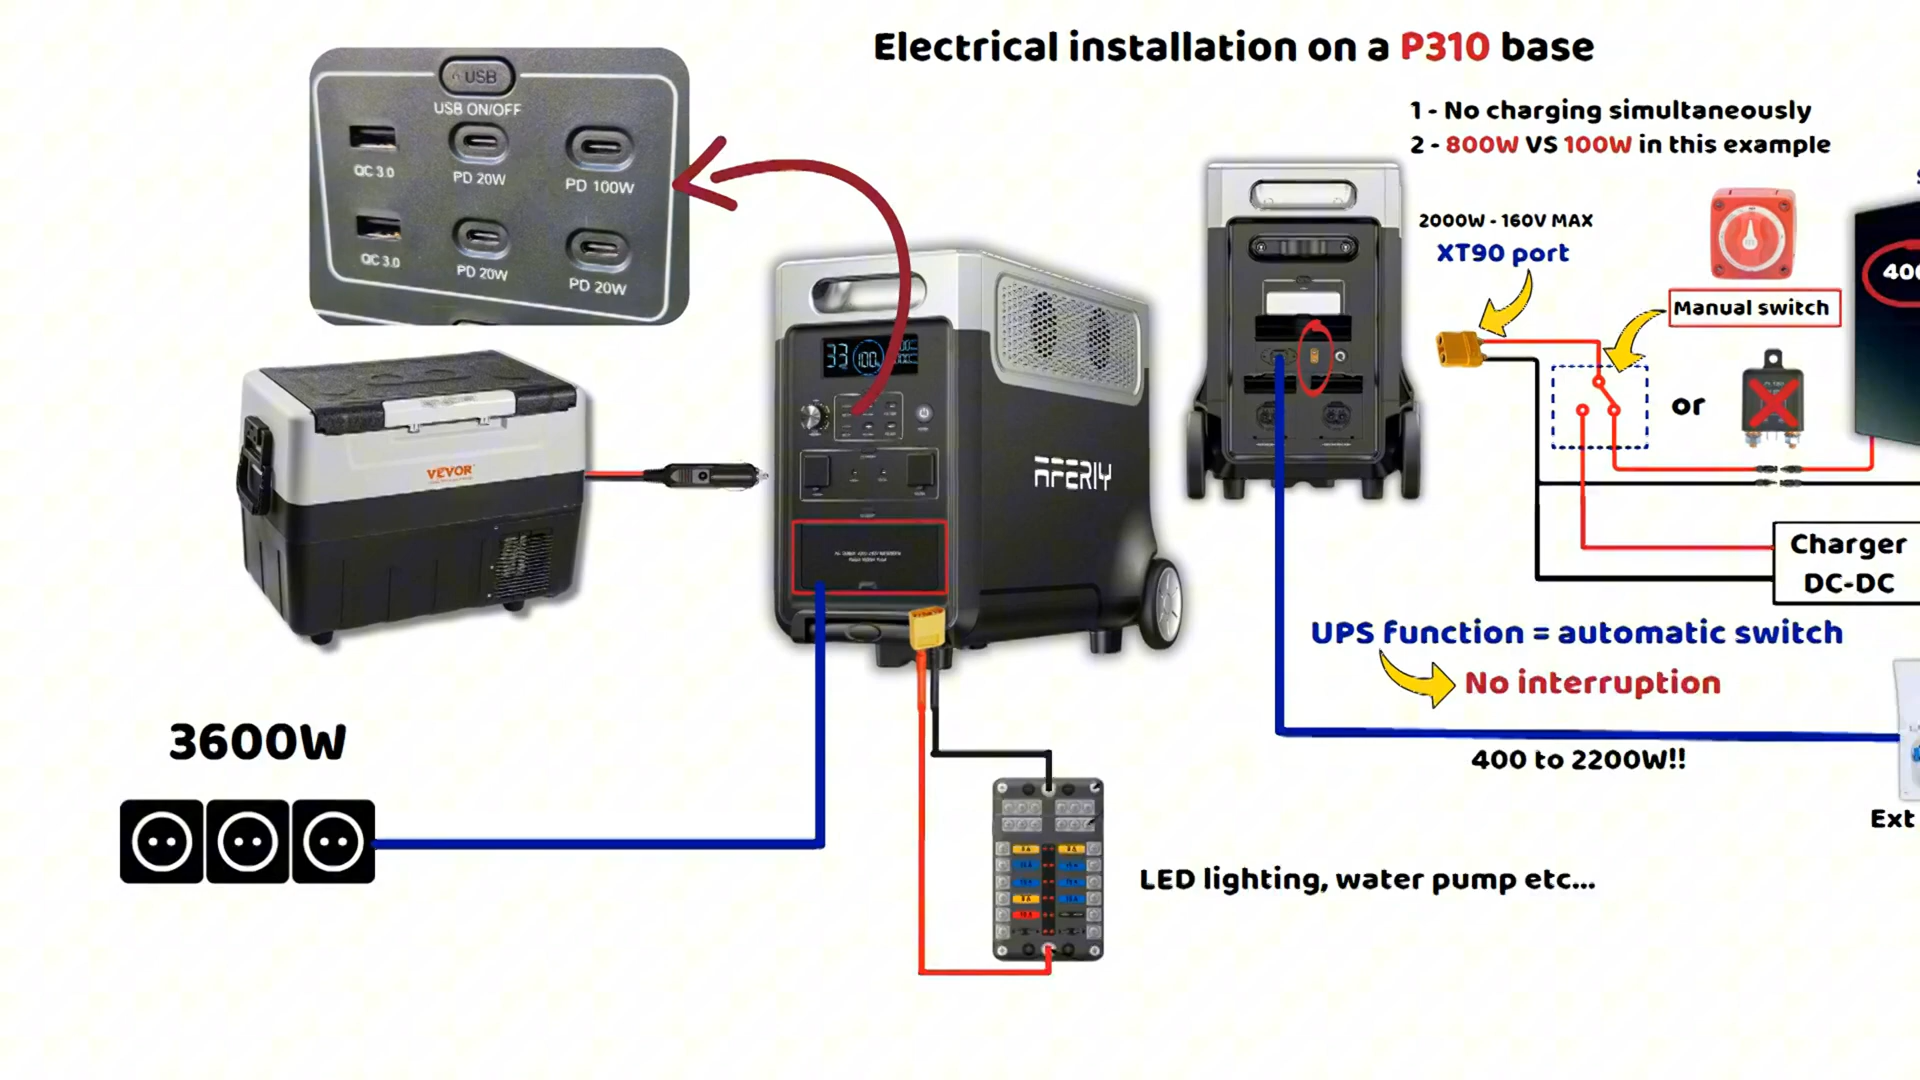 Electrical installation on a P310 base
1 - No charging simultaneously
2 - 800W VS 100W in this example
USB
USB ON/OFF
QC 3.0
PD 20W
PD 100W
QC 3.0
PD 20W
PD 20W
2000W - 160V MAX
XT90 port
Manual switch
400
or
33
100%
VEVOR
AFERIY
Charger
DC-DC
UPS function = automatic switch
No interruption
400 to 2200W!!
3600W
Ext
LED lighting, water pump etc...